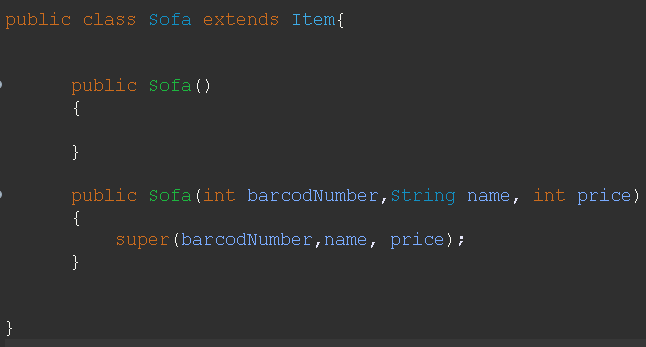 public class Sofa extends Item{
public Sofa()
{
}
public Sofa(int barcodNumber,String name, int price)
{
super(barcodNumber,name, price);
}
}